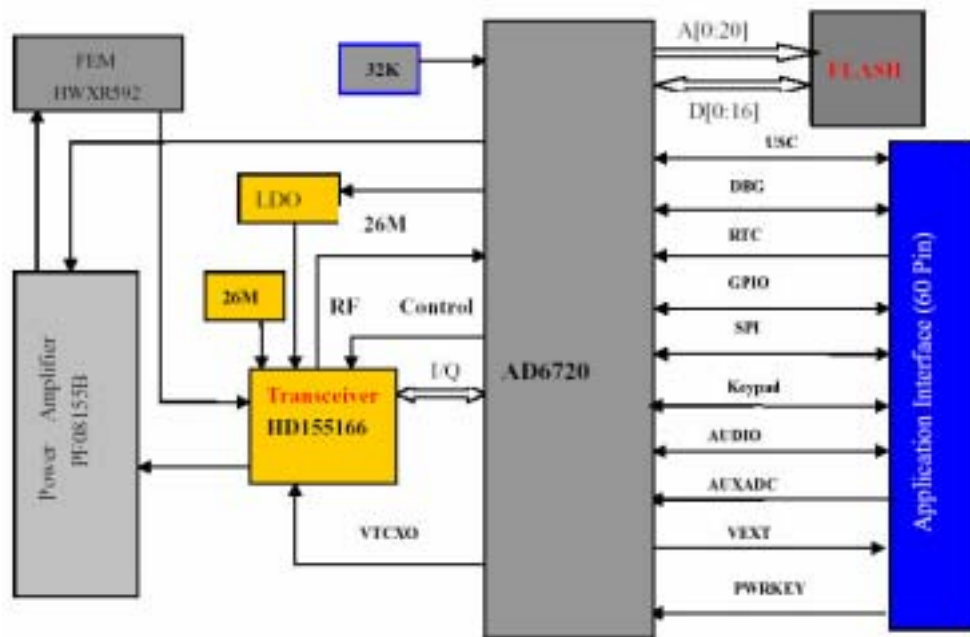 FEM
HWXR592
32K
A[0:20]
FLASH
D[0:16]
USC
DBG
LDO
26M
RTC
26M
RF Control
GPIO
SPI
I/Q
AD6720
Transceiver
HD155166
Keypad
AUDIO
AUXADC
VTCXO
VEXT
PWRKEY
Power Amplifier
PF08155B
Application Interface (60 Pin)